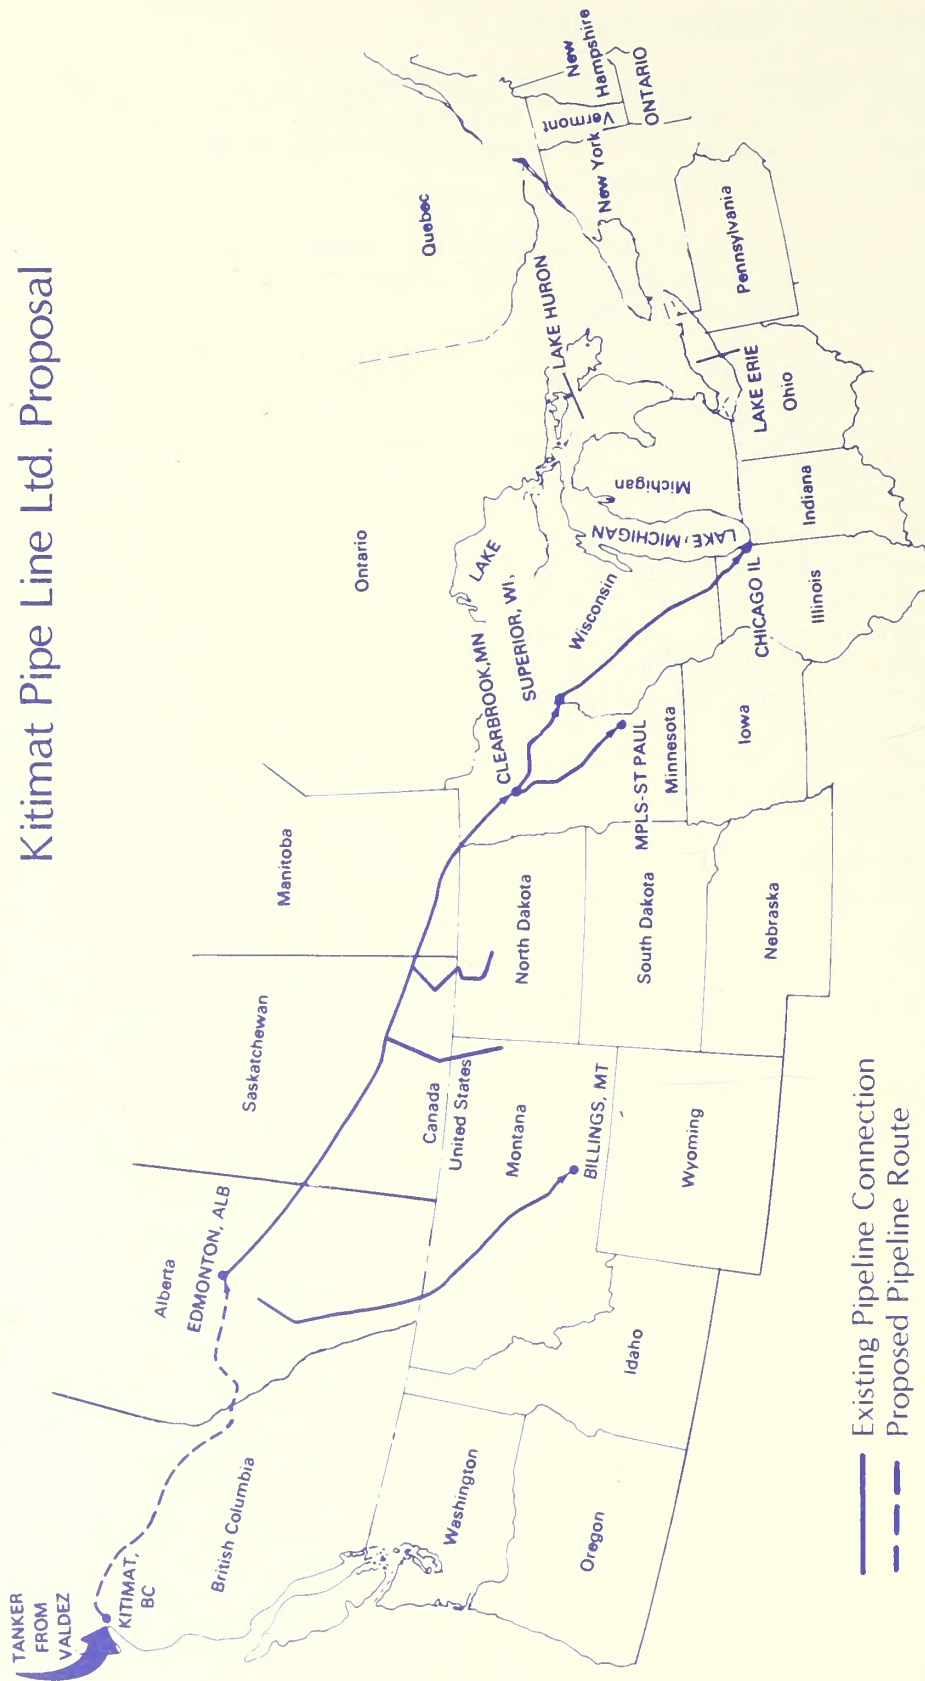 Kitimat Pipe Line Ltd. Proposal
TANKER
FROM
VALDEZ
KITIMAT,
BC
British Columbia
Alberta
EDMONTON, ALB
Saskatchewan
Manitoba
Ontario
Quebec
Canada
United States
Washington
Oregon
Idaho
Montana
BILLINGS, MT
Wyoming
North Dakota
South Dakota
Nebraska
CLEARBROOK, MN
LAKE
SUPERIOR, WI,
MPLS-ST PAUL
Minnesota
Iowa
Wisconsin
CHICAGO IL
Illinois
LAKE, MICHIGAN
Michigan
Indiana
LAKE HURON
LAKE ERIE
Ohio
Pennsylvania
New York
Vermont
New
Hampshire
ONTARIO
Existing Pipeline Connection
Proposed Pipeline Route